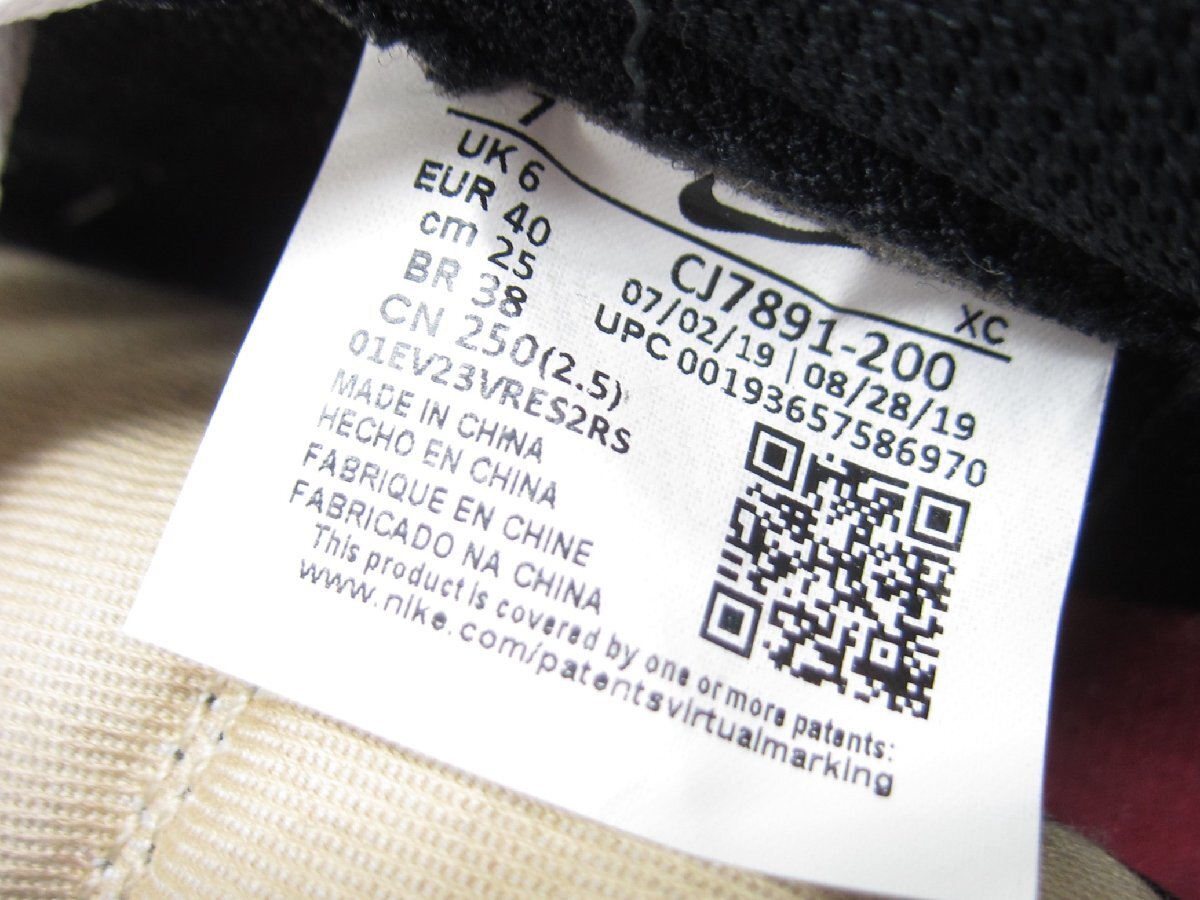 7
UK 6
EUR 40
cm 25
BR 38
CN 250(2.5)
01EV23VRES2RS
MADE IN CHINA
HECHO EN CHINA
FABRIQUE EN CHINE
FABRICADO NA CHINA
This product is covered by one or more patents:
www.nike.com/patentsvirtualmarking
XC
CJ7891-200
07/02/19 | 08/28/19
UPC 00193657586970